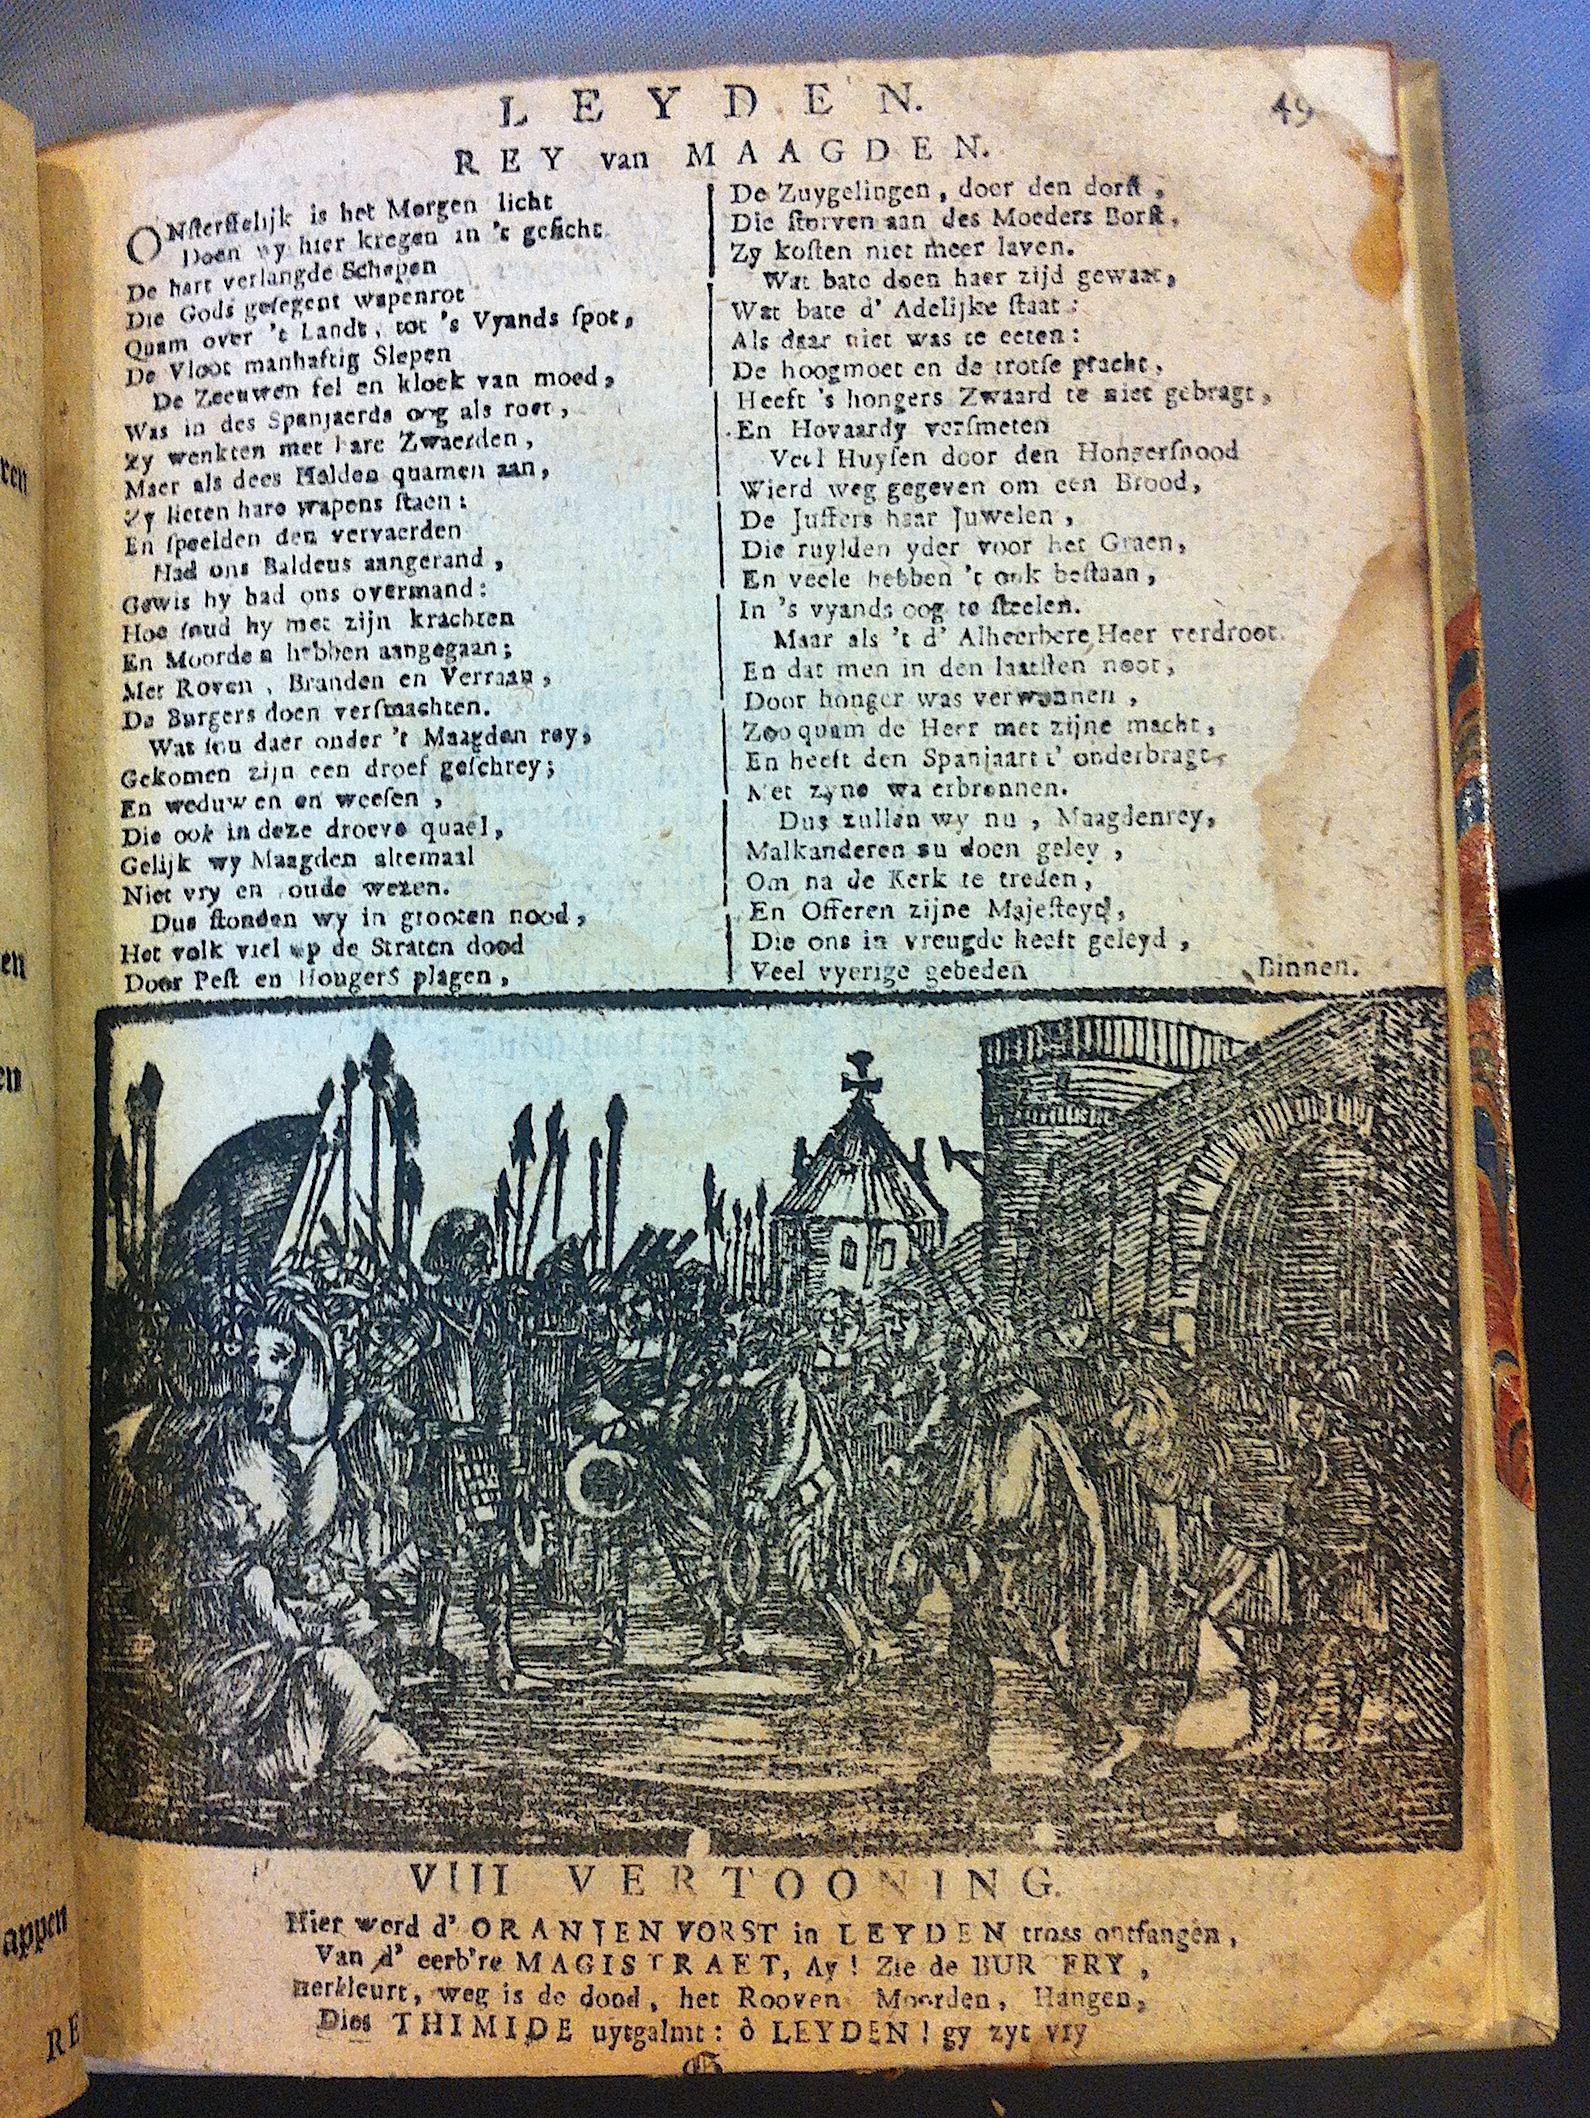 LEYDEN.
49
REY van MAAGDEN.
ONſterffelijk is het Morgen licht
Doen wy hier kregen in 't geſicht
De hart verlangde Schepen
Die Gods geſegent wapenrot
Quam over 't Landt, tot 's Vyands ſpot,
De Vloot manhaftig Slepen
De Zeeuwen fel en kloek van moed,
Was in des Spanjaerds oog als roet,
Zy wenkten met hare Zwaerden,
Maer als dees Helden quamen aan,
Zy lieten hare wapens ſtaen:
En ſpeelden den vervaerden
Had ons Baldeus aangerand,
Gewis hy had ons overmand:
Hoe ſoud hy met zijn krachten
En Moorden hebben aangegaan;
Met Roven, Branden en Verraan,
De Burgers doen verſmachten.
Wat ſou daer onder 't Maagden rey,
Gekomen zijn een droef geſchrey;
En weduwen en weeſen,
Die ook in deze droeve quael,
Gelijk wy Maagden altemaal
Niet vry en ſoude wezen.
Dus ſtonden wy in grooten nood,
Het volk viel op de Straten dood
Door Peſt en Hongers plagen,
De Zuygelingen, door den dorſt,
Die ſtorven aan des Moeders Borſt,
Zy koſten niet meer laven.
Wat bate doen haer zijd gewaat,
Wat bate d' Adelijke ſtaat:
Als daar niet was te eeten:
De hoogmoet en de trotſe pracht,
Heeft 's hongers Zwaard te niet gebragt,
En Hovaardy verſmeten
Veel Huyſen door den Hongerſnood
Wierd weg gegeven om een Brood,
De Juffers haar Juwelen,
Die ruylden yder voor het Graen,
En veele hebben 't ook beſtaan,
In 's vyands oog te ſteelen.
Maar als 't d' Alheerbere Heer verdroot.
En dat men in den laatſten noot,
Door honger was verwonnen,
Zoo quam de Heer met zijne macht,
En heeft den Spanjaart t' onderbragt,
Met zyne waterbronnen.
Dus zullen wy nu, Maagdenrey,
Malkanderen nu doen geley,
Om na de Kerk te treden,
En Offeren zijne Majeſteyd,
Die ons in vreugde heeft geleyd,
Veel vyerige gebeden
Binnen.
VIII VERTOONING.
Hier werd d' ORANJEN VORST in LEYDEN tross ontfangen,
Van d' eerb're MAGISTRAET, Ay! Zie de BURGERY,
Herkleurt, weg is de dood, het Rooven Moorden, Hangen,
Dies THIMIDE uytgalmt: ô LEYDEN! gy zyt vry
G
ren
en
en
appen
RE